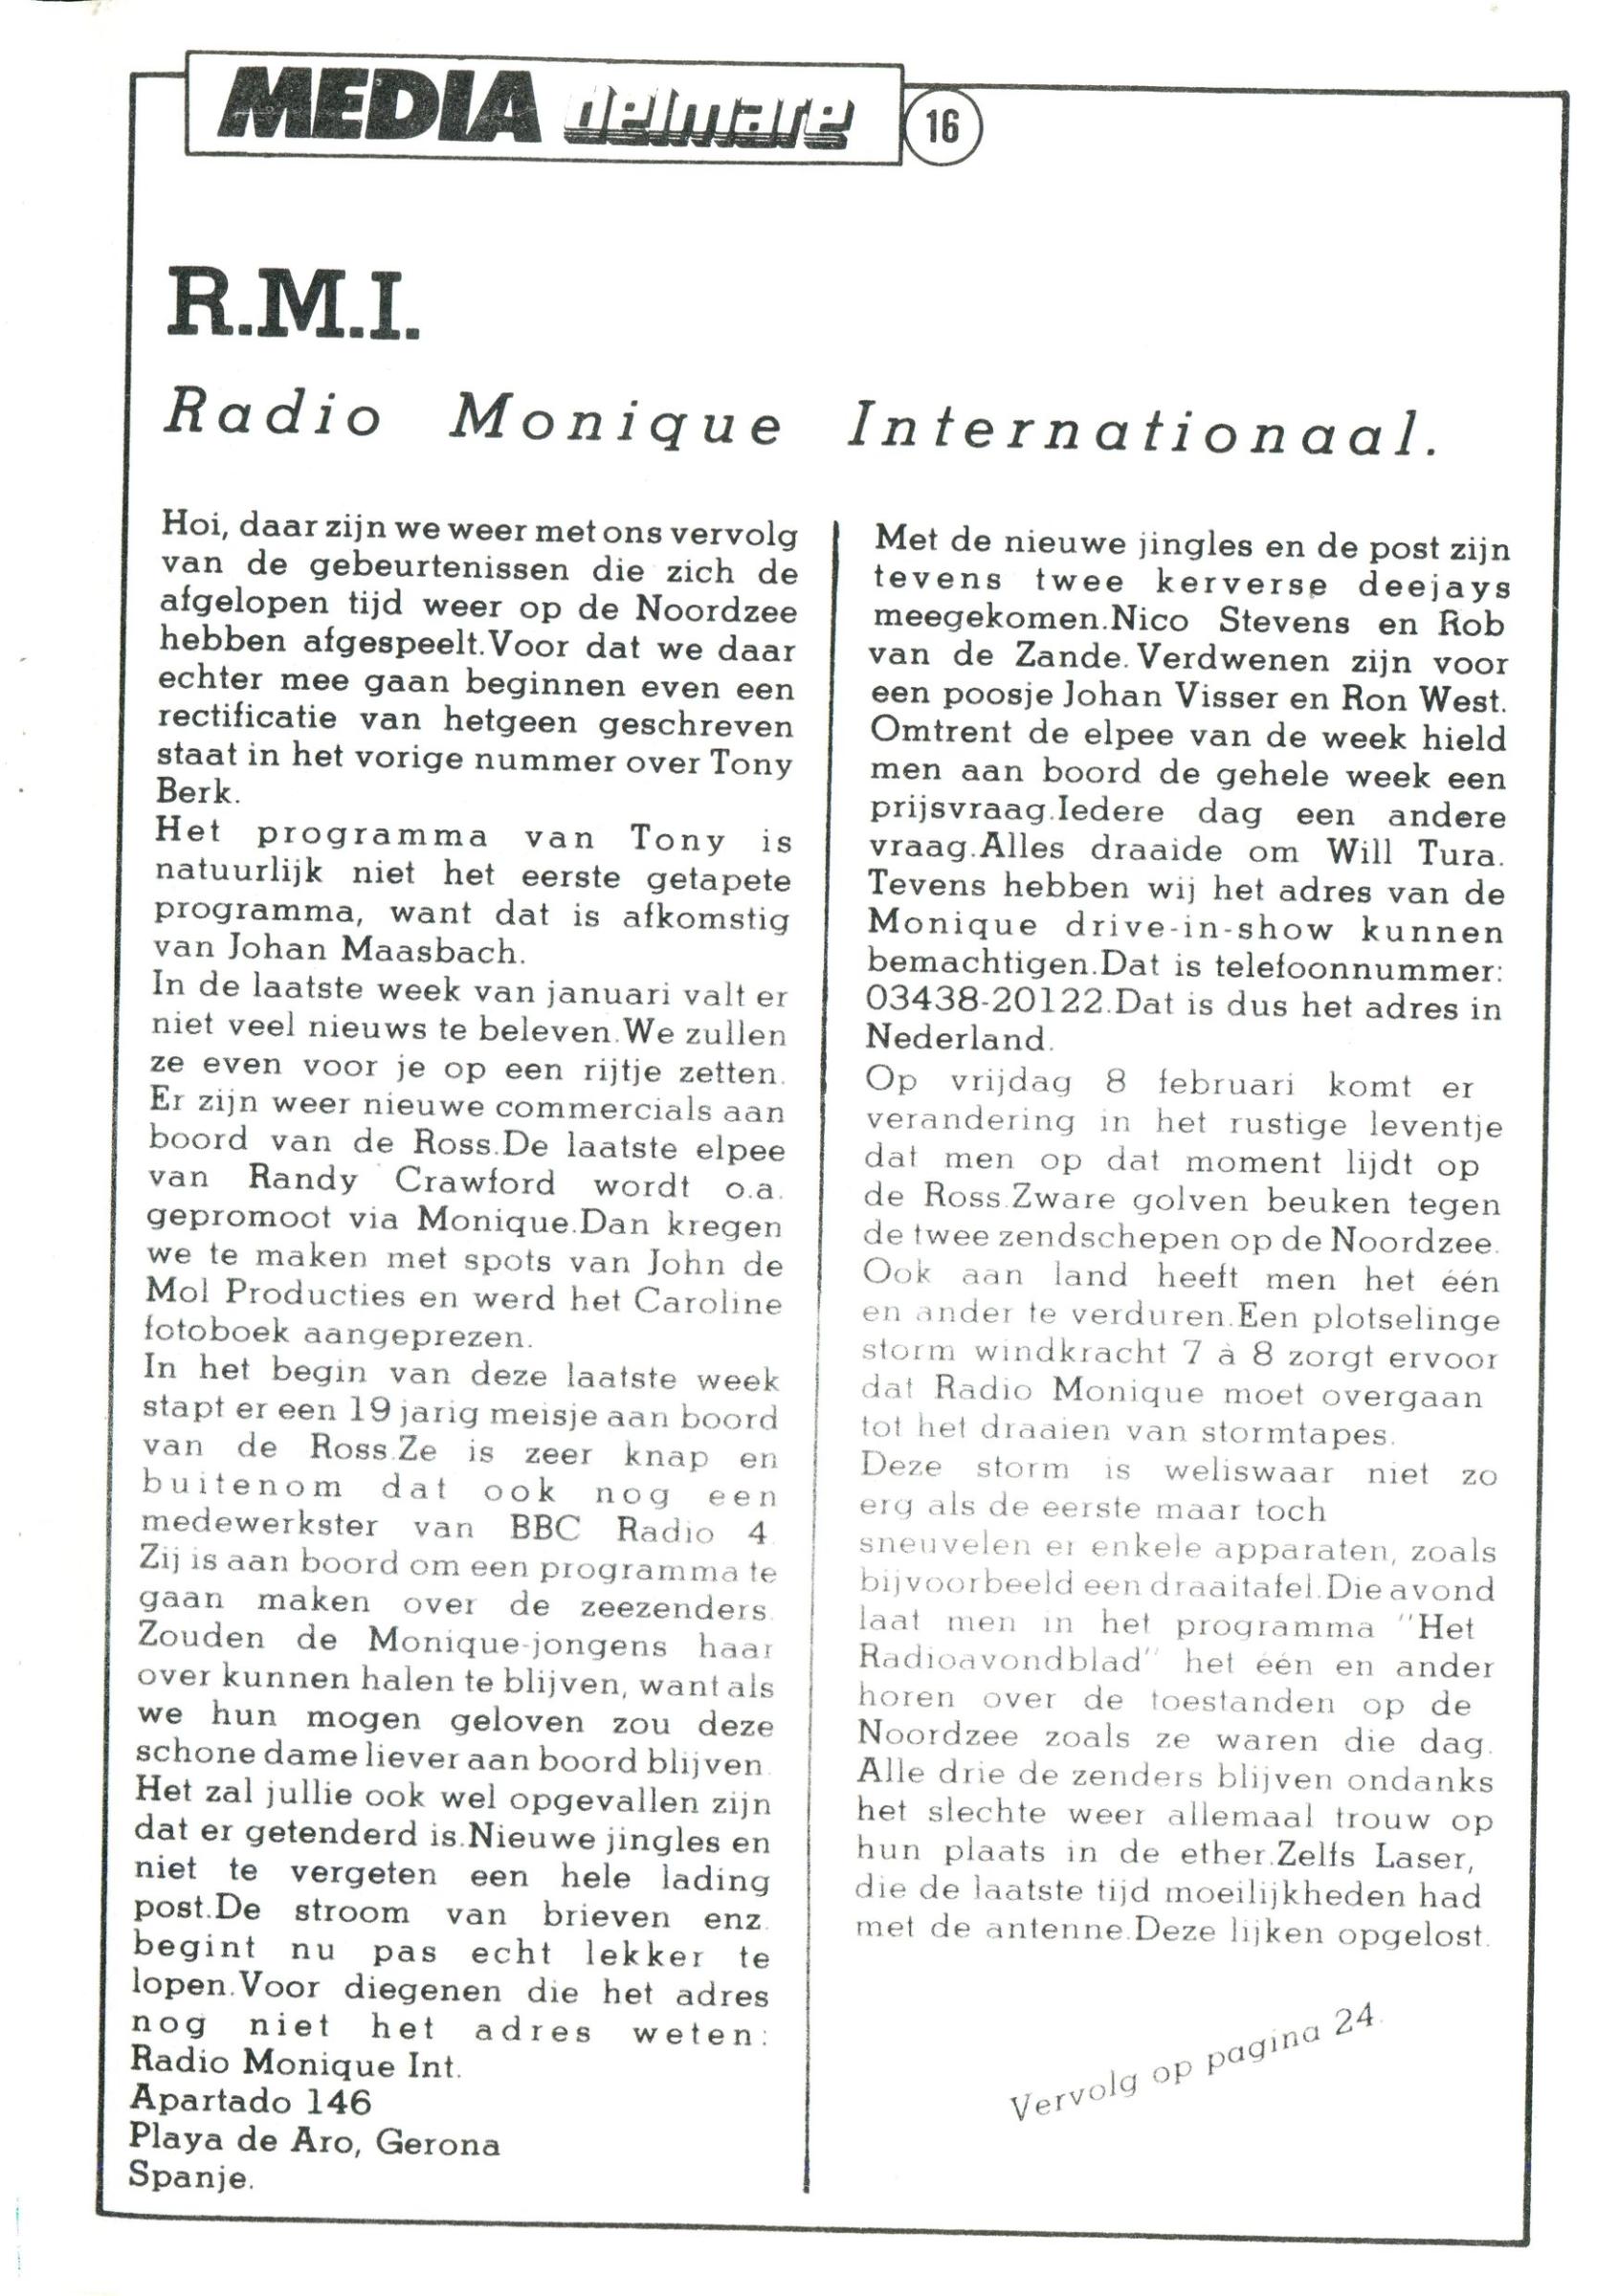 MEDIA delmare 16
R.M.I.
Radio Monique Internationaal.
Hoi, daar zijn we weer met ons vervolg
van de gebeurtenissen die zich de
afgelopen tijd weer op de Noordzee
hebben afgespeelt.Voor dat we daar
echter mee gaan beginnen even een
rectificatie van hetgeen geschreven
staat in het vorige nummer over Tony
Berk.
Het programma van Tony is
natuurlijk niet het eerste getapete
programma, want dat is afkomstig
van Johan Maasbach.
In de laatste week van januari valt er
niet veel nieuws te beleven.We zullen
ze even voor je op een rijtje zetten.
Er zijn weer nieuwe commercials aan
boord van de Ross.De laatste elpee
van Randy Crawford wordt o.a.
gepromoot via Monique.Dan kregen
we te maken met spots van John de
Mol Producties en werd het Caroline
fotoboek aangeprezen.
In het begin van deze laatste week
stapt er een 19 jarig meisje aan boord
van de Ross.Ze is zeer knap en
buitenom dat ook nog een
medewerkster van BBC Radio 4.
Zij is aan boord om een programma te
gaan maken over de zeezenders.
Zouden de Monique-jongens haar
over kunnen halen te blijven, want als
we hun mogen geloven zou deze
schone dame liever aan boord blijven.
Het zal jullie ook wel opgevallen zijn
dat er getenderd is.Nieuwe jingles en
niet te vergeten een hele lading
post.De stroom van brieven enz.
begint nu pas echt lekker te
lopen.Voor diegenen die het adres
nog niet het adres weten:
Radio Monique Int.
Apartado 146
Playa de Aro, Gerona
Spanje.
Met de nieuwe jingles en de post zijn
tevens twee kerverse deejays
meegekomen.Nico Stevens en Rob
van de Zande.Verdwenen zijn voor
een poosje Johan Visser en Ron West.
Omtrent de elpee van de week hield
men aan boord de gehele week een
prijsvraag.Iedere dag een andere
vraag.Alles draaide om Will Tura.
Tevens hebben wij het adres van de
Monique drive-in-show kunnen
bemachtigen.Dat is telefoonnummer:
03438-20122.Dat is dus het adres in
Nederland.
Op vrijdag 8 februari komt er
verandering in het rustige leventje
dat men op dat moment lijdt op
de Ross.Zware golven beuken tegen
de twee zendschepen op de Noordzee.
Ook aan land heeft men het één
en ander te verduren.Een plotselinge
storm windkracht 7 à 8 zorgt ervoor
dat Radio Monique moet overgaan
tot het draaien van stormtapes.
Deze storm is weliswaar niet zo
erg als de eerste maar toch
sneuvelen er enkele apparaten, zoals
bijvoorbeeld een draaitafel.Die avond
laat men in het programma "Het
Radioavondblad" het één en ander
horen over de toestanden op de
Noordzee zoals ze waren die dag.
Alle drie de zenders blijven ondanks
het slechte weer allemaal trouw op
hun plaats in de ether.Zelfs Laser,
die de laatste tijd moeilijkheden had
met de antenne.Deze lijken opgelost.
Vervolg op pagina 24.